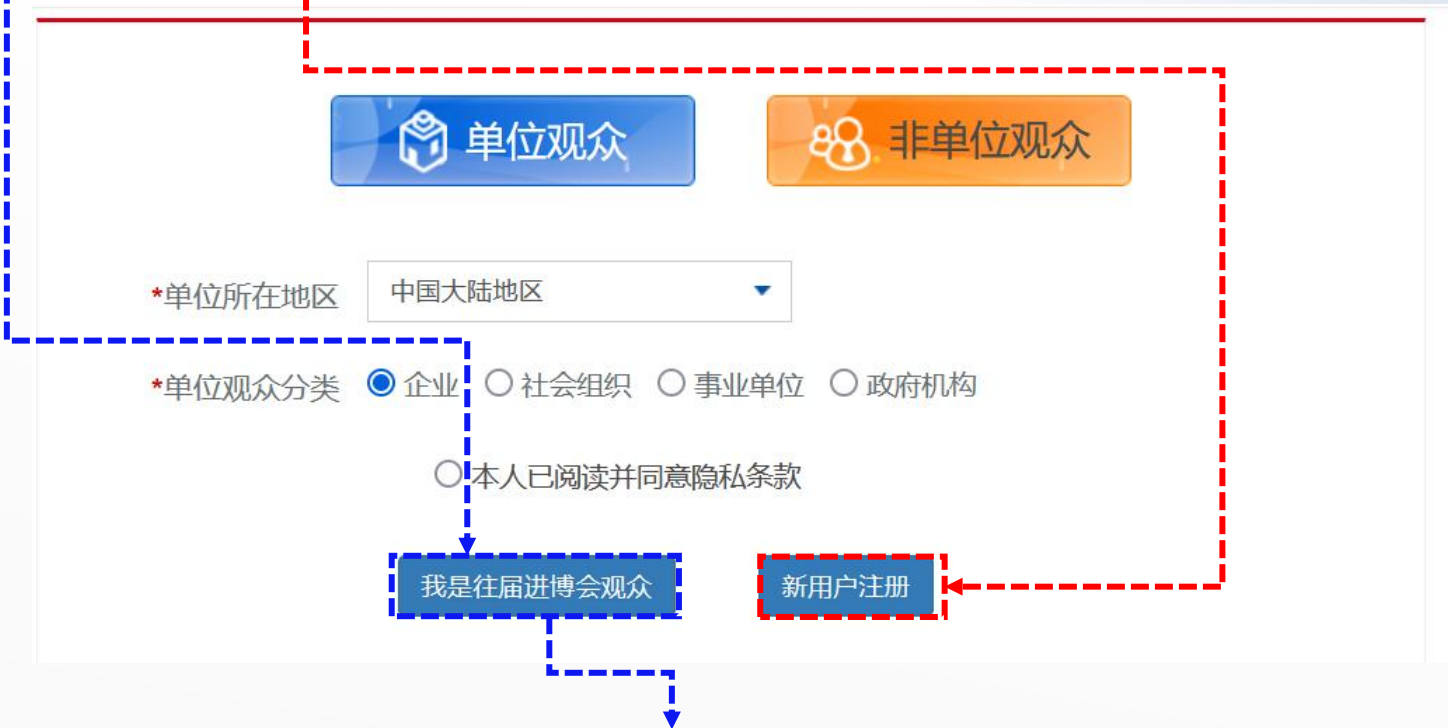 单位观众 非单位观众
*单位所在地区 中国大陆地区
*单位观众分类 企业 社会组织 事业单位 政府机构
本人已阅读并同意隐私条款
我是往届进博会观众 新用户注册